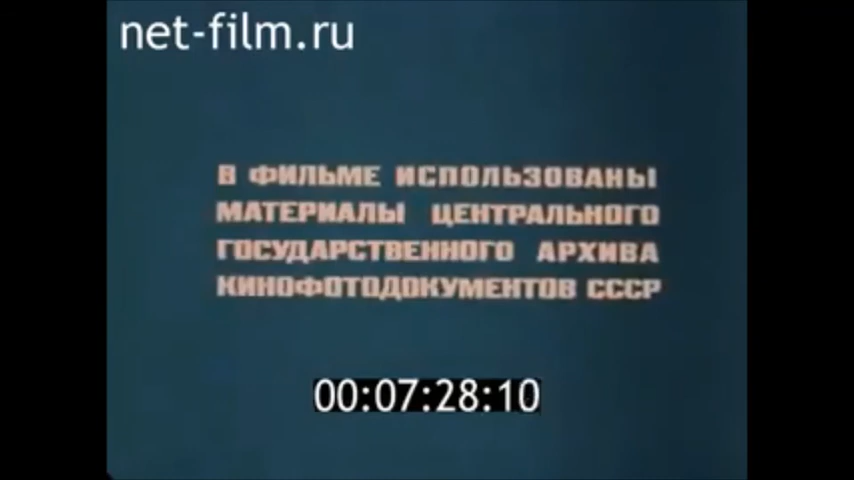 net-film.ru
В ФИЛЬМЕ ИСПОЛЬЗОВАНЫ
МАТЕРИАЛЫ ЦЕНТРАЛЬНОГО
ГОСУДАРСТВЕННОГО АРХИВА
КИНОФОТОДОКУМЕНТОВ СССР
00:07:28:10